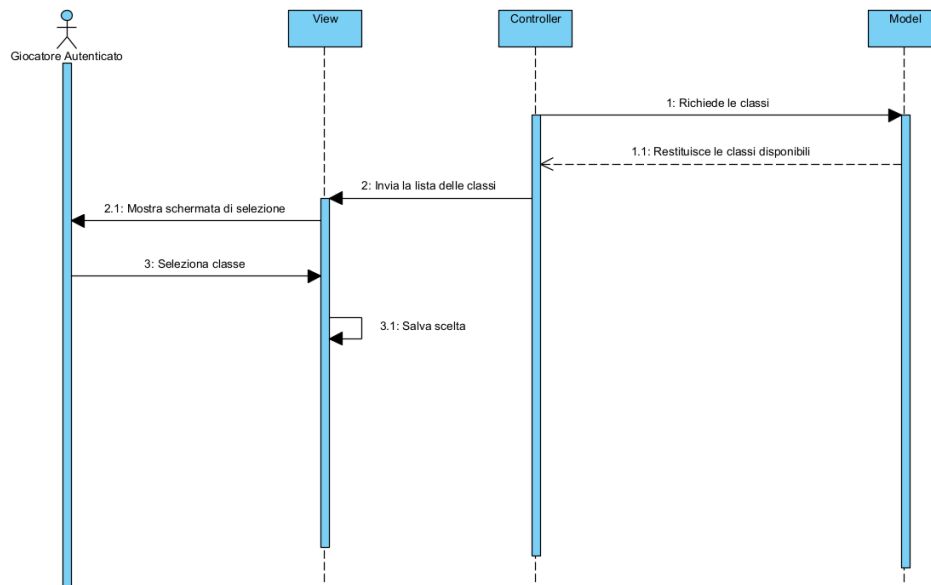 View
Controller
Model
Giocatore Autenticato
1: Richiede le classi
1.1: Restituisce le classi disponibili
2: Invia la lista delle classi
2.1: Mostra schermata di selezione
3: Seleziona classe
3.1: Salva scelta